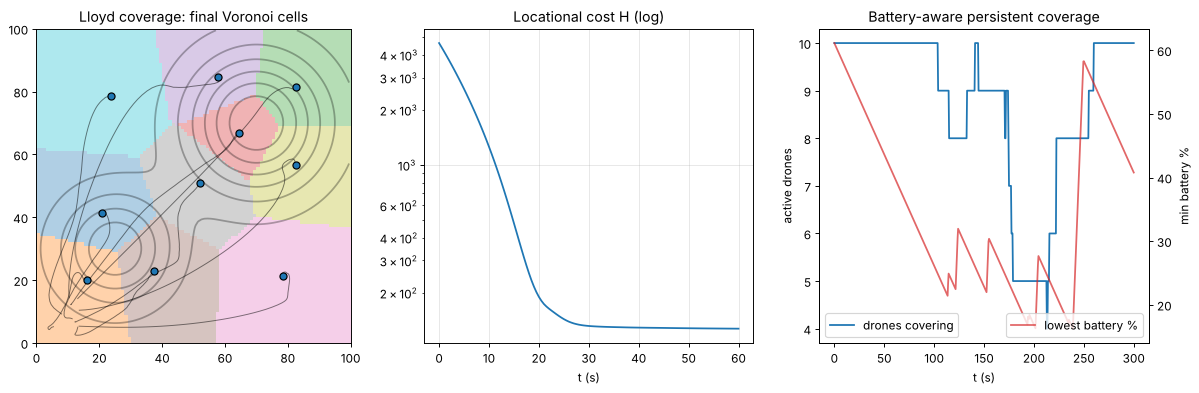 Lloyd coverage: final Voronoi cells
100
80
60
40
20
0
0 20 40 60 80 100
Locational cost H (log)
4 × 10³
3 × 10³
2 × 10³
10³
6 × 10²
4 × 10²
3 × 10²
2 × 10²
0 10 20 30 40 50 60
t (s)
Battery-aware persistent coverage
active drones
10
9
8
7
6
5
4
60
50
40
30
20
min battery %
drones covering
lowest battery %
0 50 100 150 200 250 300
t (s)